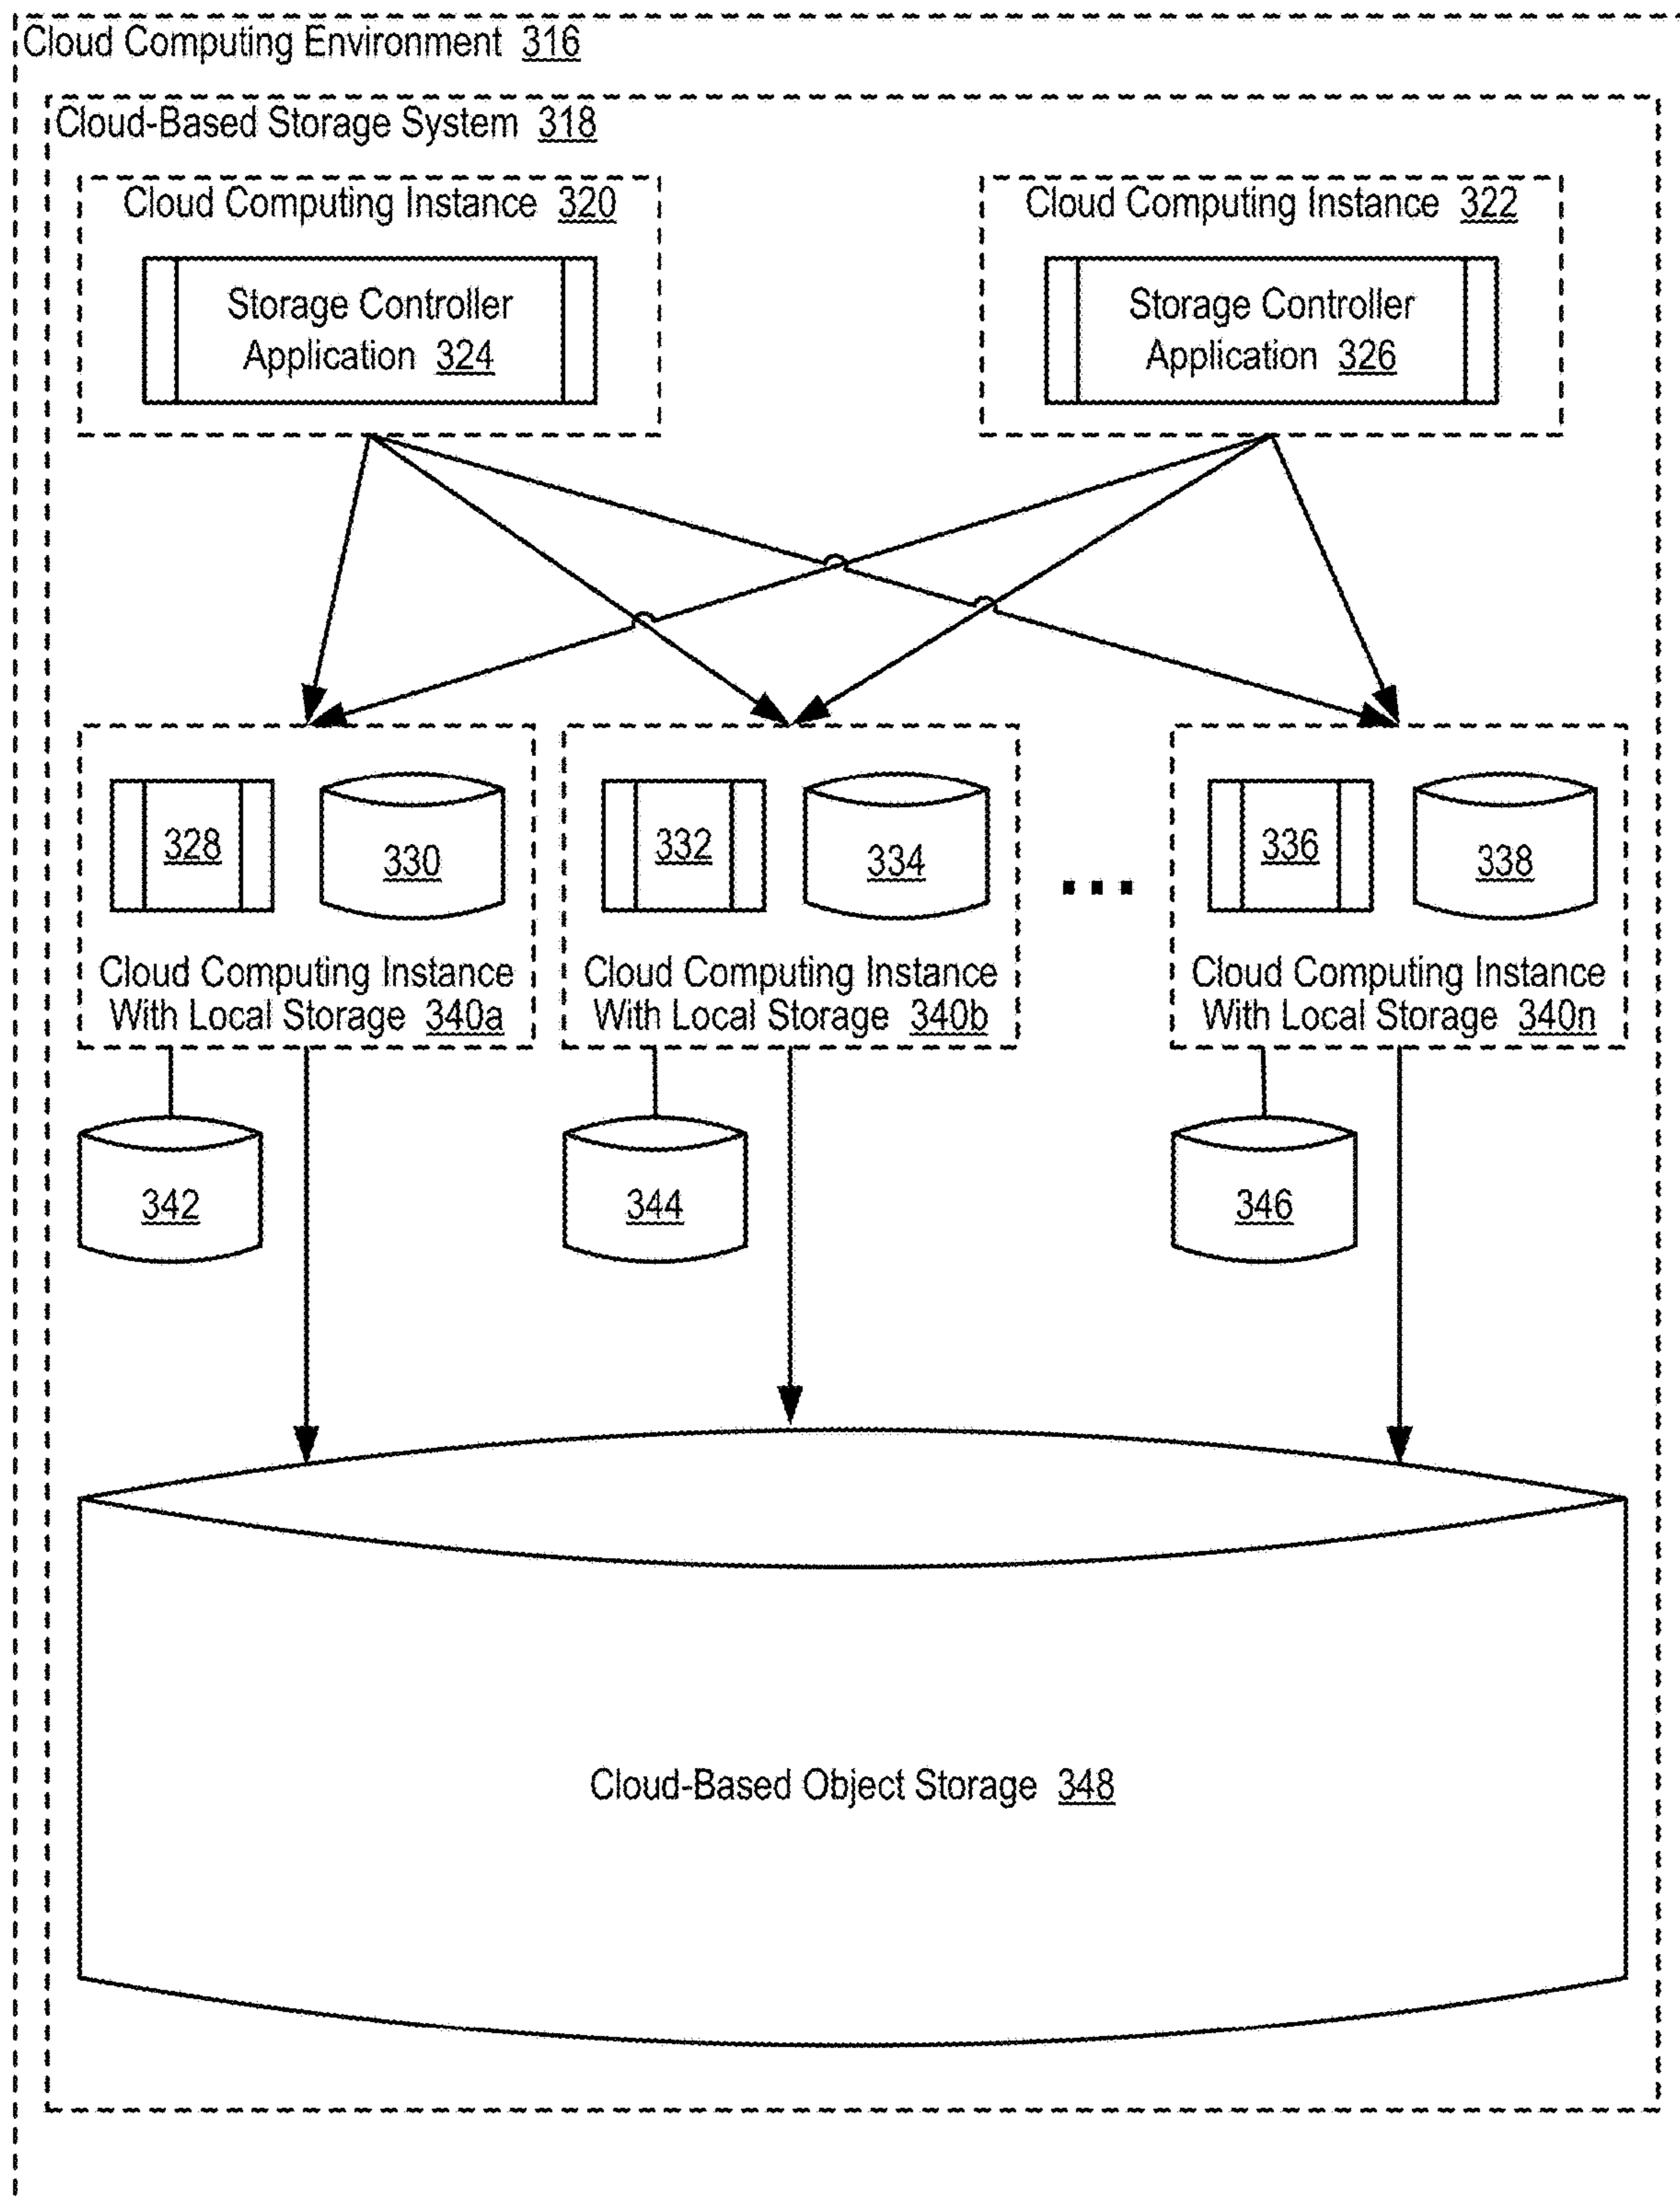 Cloud Computing Environment 316
Cloud-Based Storage System 318
Cloud Computing Instance 320
Storage Controller
Application 324
Cloud Computing Instance 322
Storage Controller
Application 326
328
330
Cloud Computing Instance
With Local Storage 340a
332
334
Cloud Computing Instance
With Local Storage 340b
336
338
Cloud Computing Instance
With Local Storage 340n
342
344
346
Cloud-Based Object Storage 348